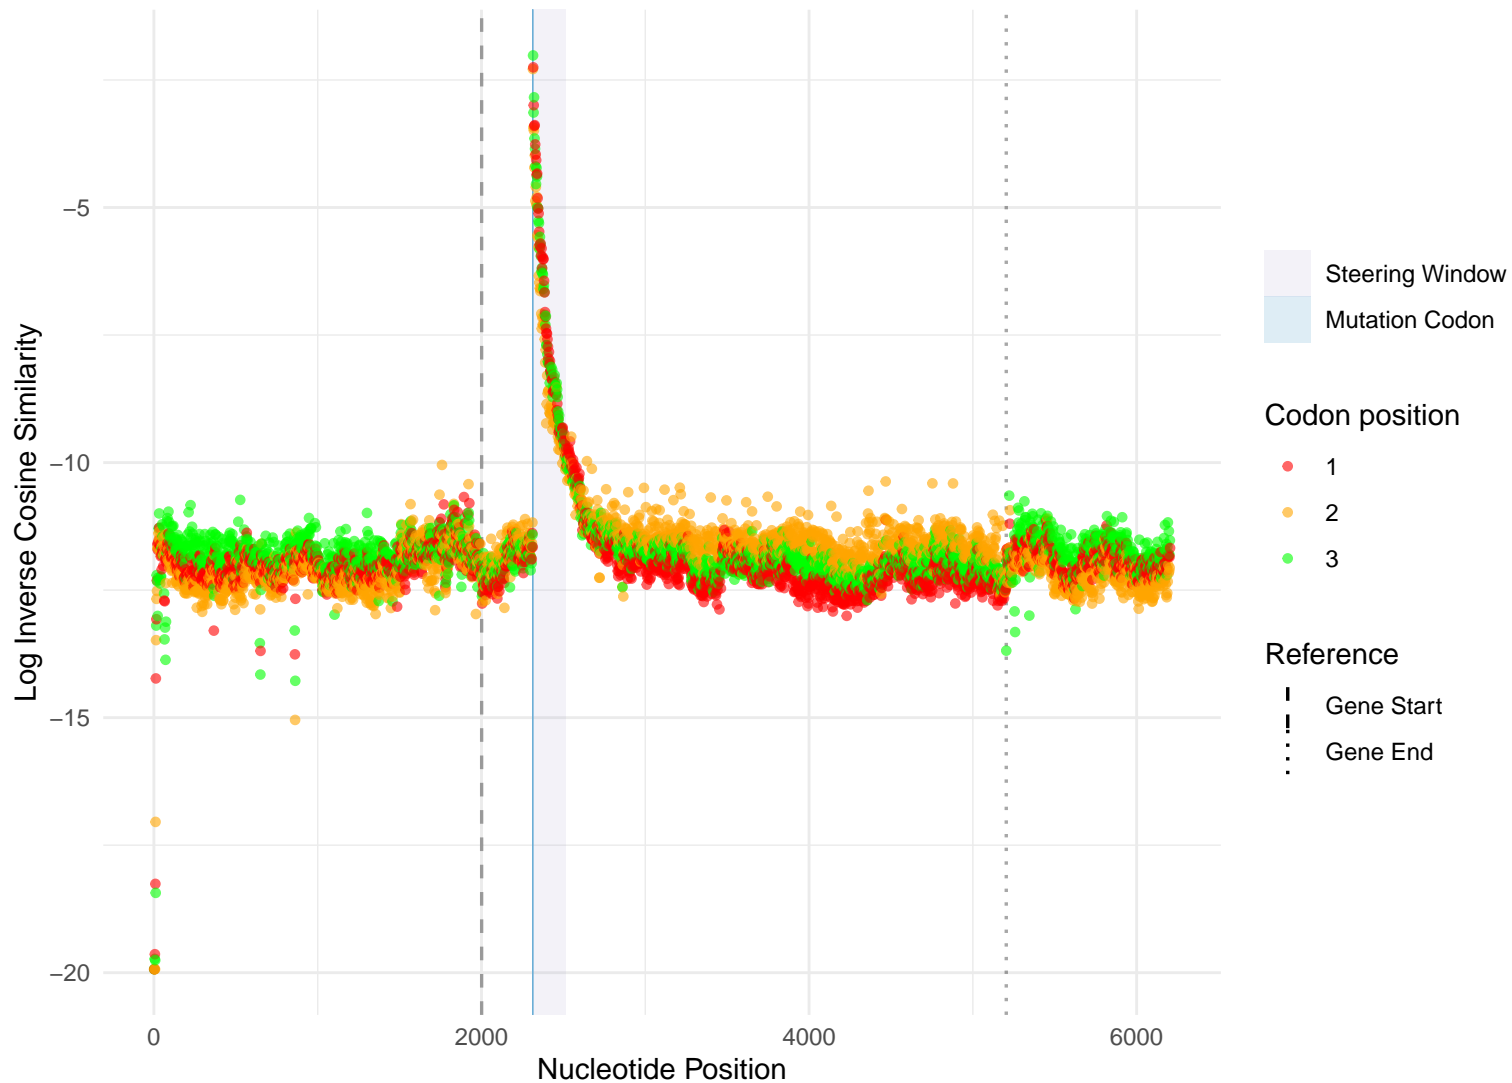 Log Inverse Cosine Similarity
−5
−10
−15
−20
0
2000
4000
6000
Nucleotide Position
Steering Window
Mutation Codon
Codon position
1
2
3
Reference
Gene Start
Gene End